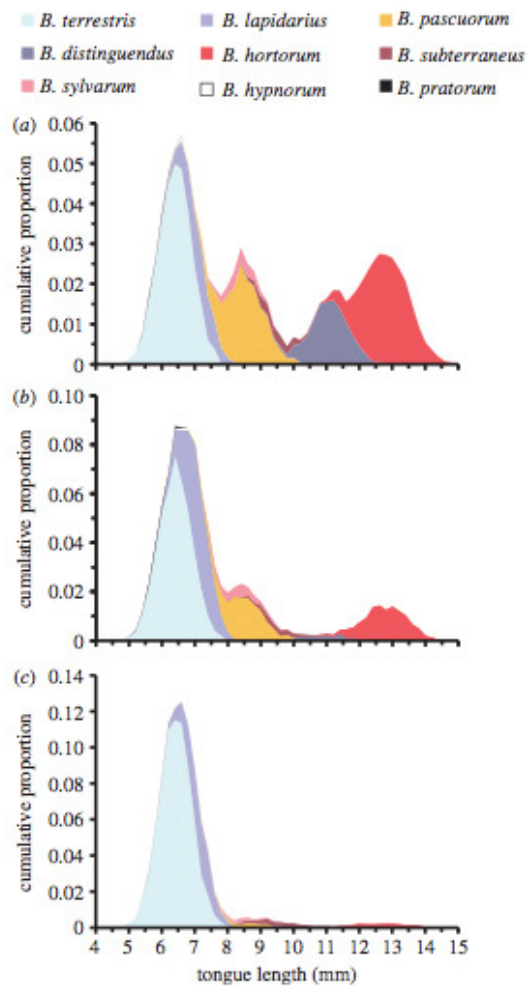 B. terrestris B. lapidarius B. pascuorum
B. distinguendus B. hortorum B. subterraneus
B. sylvarum B. hypnorum B. pratorum
(a) 0.06
0.05
0.04
0.03
0.02
0.01
0
cumulative proportion
(b) 0.10
0.08
0.06
0.04
0.02
0
cumulative proportion
(c) 0.14
0.12
0.10
0.08
0.06
0.04
0.02
0
cumulative proportion
4 5 6 7 8 9 10 11 12 13 14 15
tongue length (mm)